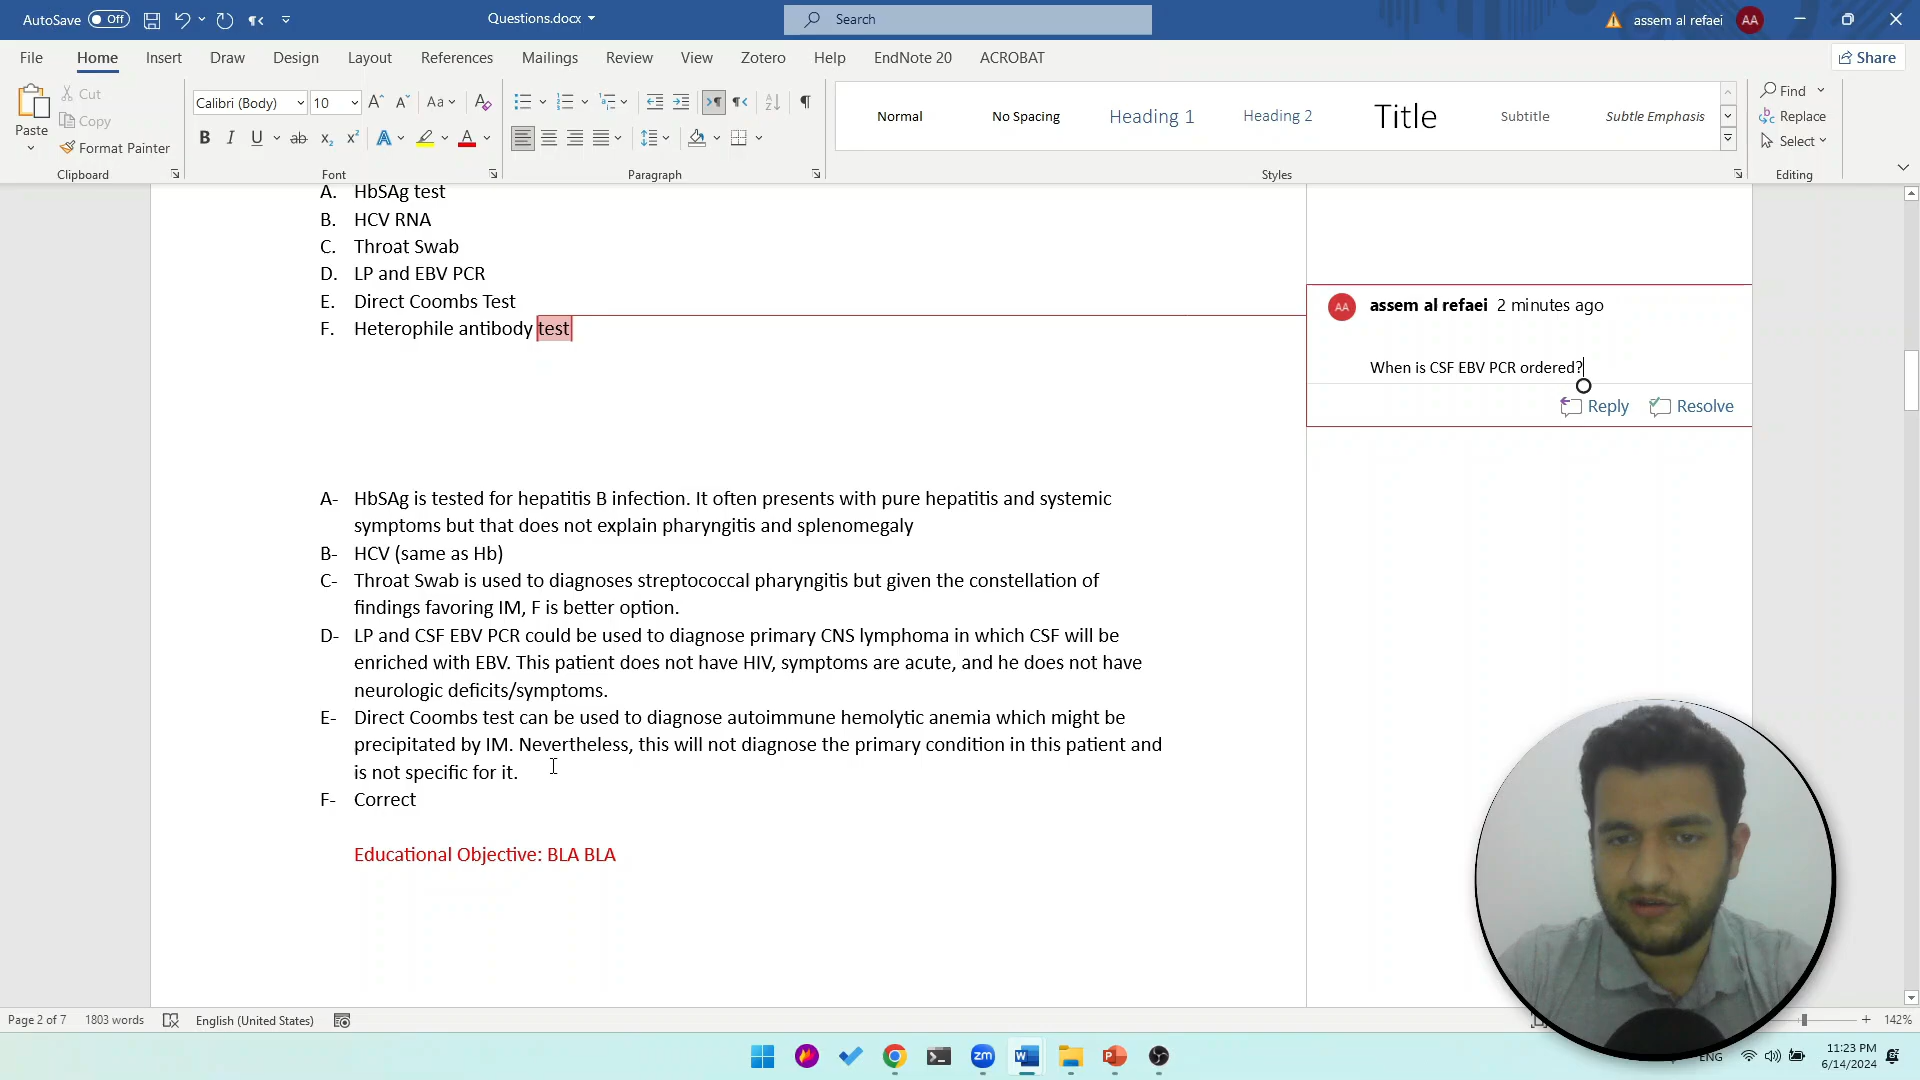 AutoSave Off Questions.docx Search assem al refaei AA
File Home Insert Draw Design Layout References Mailings Review View Zotero Help EndNote 20 ACROBAT Share
Paste Cut Calibri (Body) 10 Aa Normal No Spacing Heading 1 Heading 2 Title Subtitle Subtle Emphasis Find
Copy Replace
Format Painter B I U ab x₂ x² A A Select
Clipboard Font Paragraph Styles Editing
A. HbSAg test
B. HCV RNA
C. Throat Swab
D. LP and EBV PCR
E. Direct Coombs Test
F. Heterophile antibody test
AA assem al refaei 2 minutes ago
When is CSF EBV PCR ordered?
Reply Resolve
A- HbSAg is tested for hepatitis B infection. It often presents with pure hepatitis and systemic
symptoms but that does not explain pharyngitis and splenomegaly
B- HCV (same as Hb)
C- Throat Swab is used to diagnoses streptococcal pharyngitis but given the constellation of
findings favoring IM, F is better option.
D- LP and CSF EBV PCR could be used to diagnose primary CNS lymphoma in which CSF will be
enriched with EBV. This patient does not have HIV, symptoms are acute, and he does not have
neurologic deficits/symptoms.
E- Direct Coombs test can be used to diagnose autoimmune hemolytic anemia which might be
precipitated by IM. Nevertheless, this will not diagnose the primary condition in this patient and
is not specific for it.
F- Correct
Educational Objective: BLA BLA
Page 2 of 7 1803 words English (United States) 142%
zm W P ENG 11:23 PM
6/14/2024